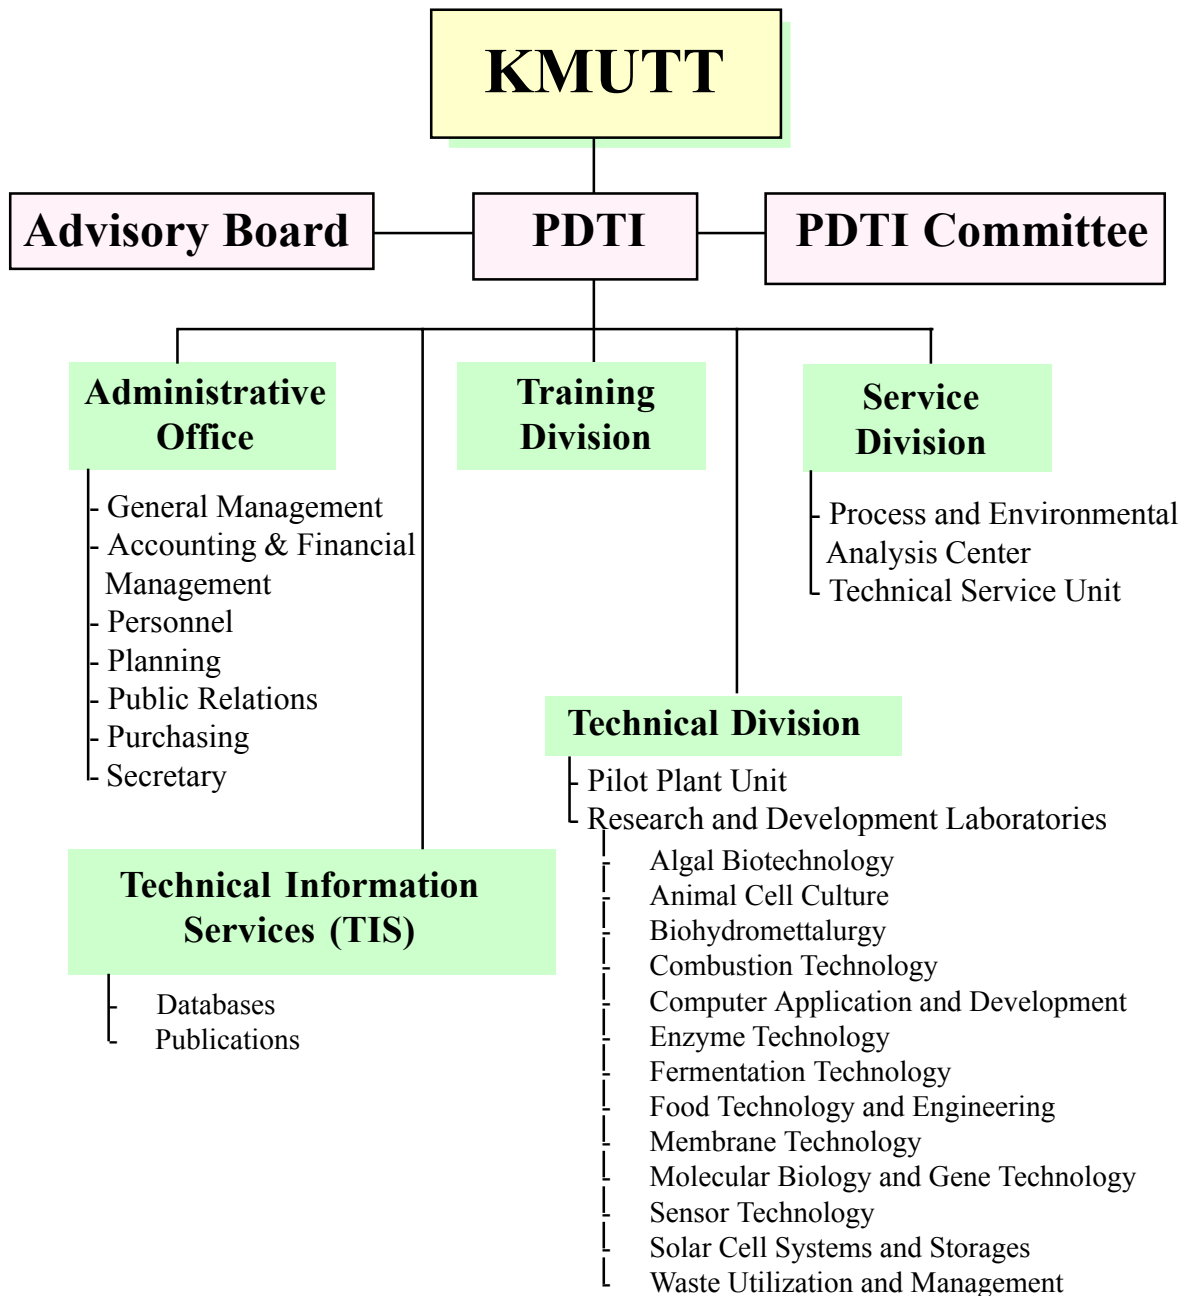 KMUTT
Advisory Board
PDTI
PDTI Committee
Administrative
Office
- General Management
- Accounting & Financial
Management
- Personnel
- Planning
- Public Relations
- Purchasing
- Secretary
Training
Division
Service
Division
- Process and Environmental
Analysis Center
- Technical Service Unit
Technical Information
Services (TIS)
- Databases
- Publications
Technical Division
- Pilot Plant Unit
- Research and Development Laboratories
- Algal Biotechnology
- Animal Cell Culture
- Biohydromettalurgy
- Combustion Technology
- Computer Application and Development
- Enzyme Technology
- Fermentation Technology
- Food Technology and Engineering
- Membrane Technology
- Molecular Biology and Gene Technology
- Sensor Technology
- Solar Cell Systems and Storages
- Waste Utilization and Management